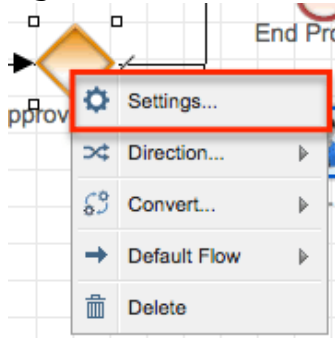 End Pro
pprov
Settings...
Direction...
Convert...
Default Flow
Delete